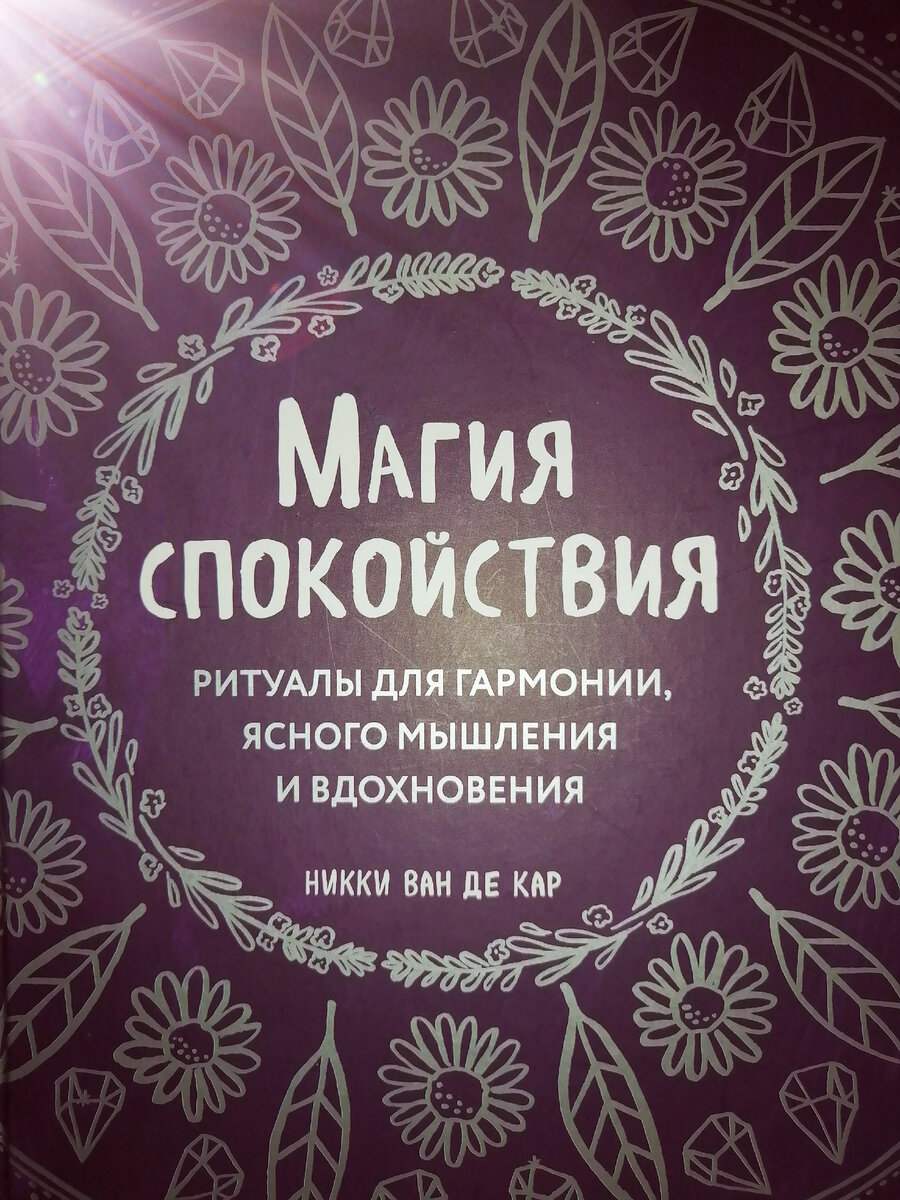 Магия
спокойствия
РИТУАЛЫ ДЛЯ ГАРМОНИИ,
ЯСНОГО МЫШЛЕНИЯ
И ВДОХНОВЕНИЯ
НИККИ ВАН ДЕ КАР